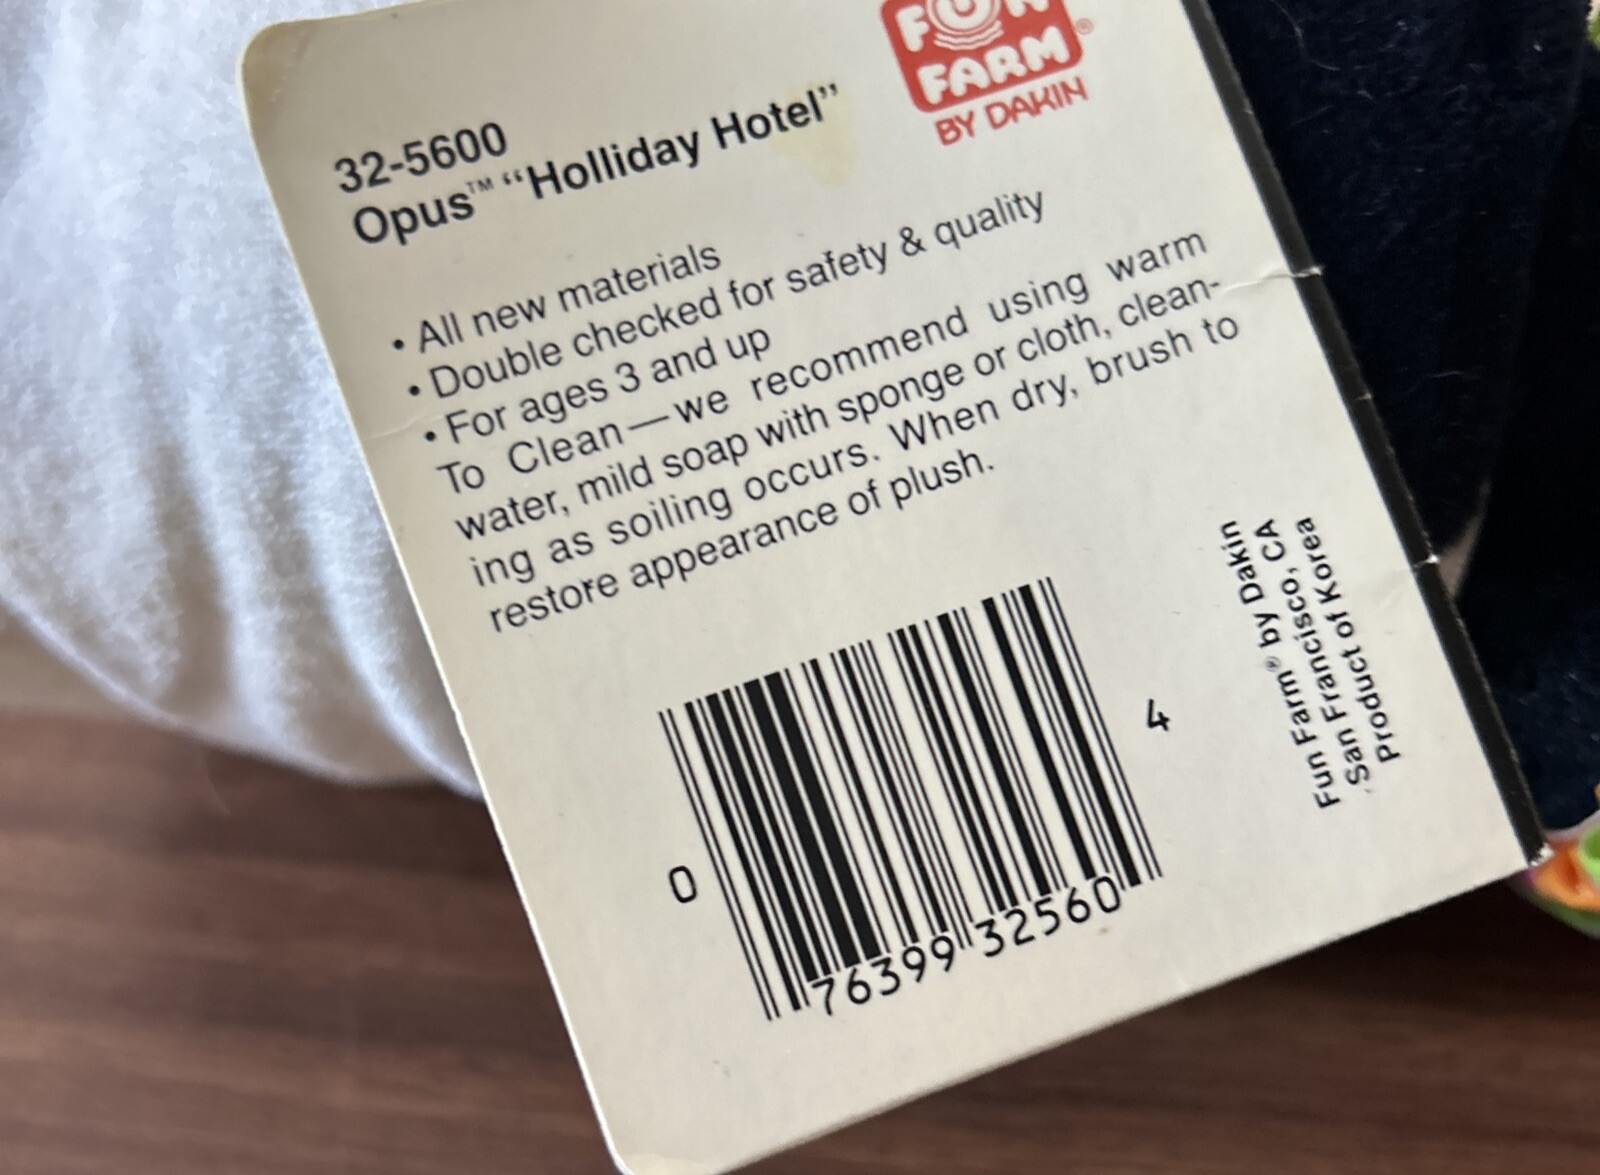 FUN
FARM®
BY DAKIN
32-5600
Opus™ “Holliday Hotel”
• All new materials
• Double checked for safety & quality
• For ages 3 and up
To Clean—we recommend using warm
water, mild soap with sponge or cloth, clean-
ing as soiling occurs. When dry, brush to
restore appearance of plush.
Fun Farm® by Dakin
San Francisco, CA
Product of Korea
0 76399 32560 4